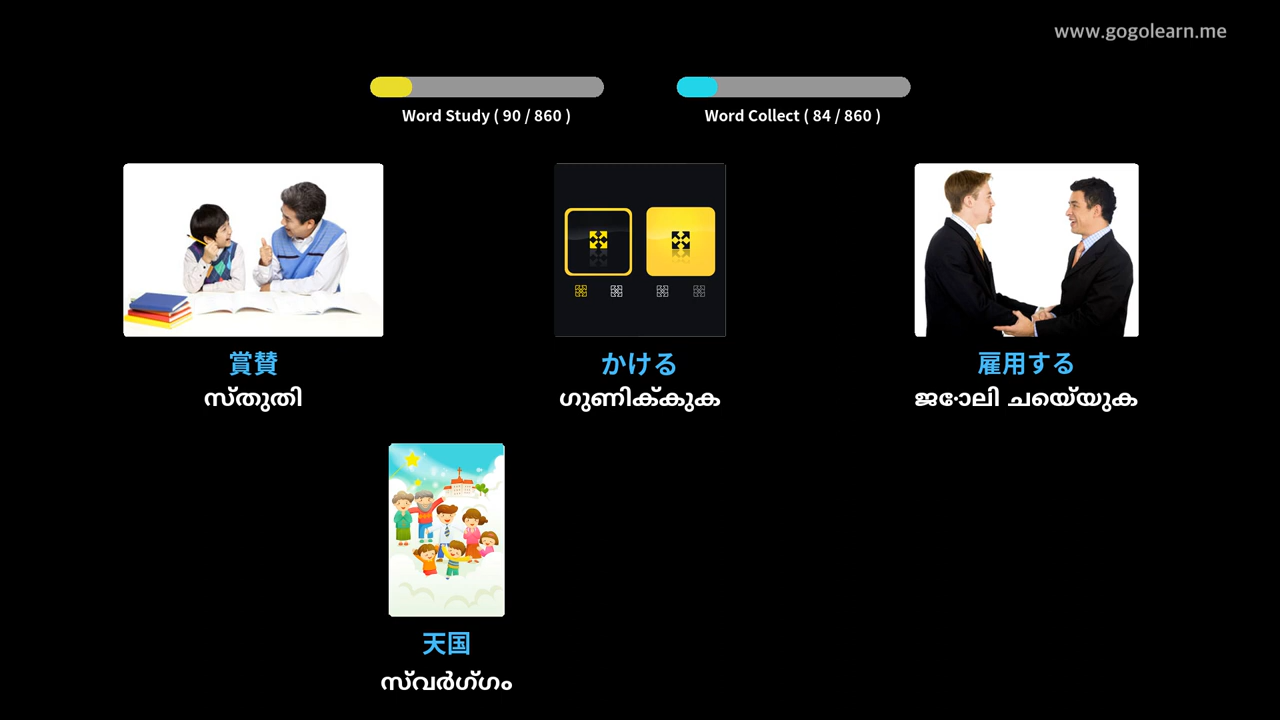 www.gogolearn.me
Word Study ( 90 / 860 )
Word Collect ( 84 / 860 )
賞賛
സ്തുതി
かける
ഗുണിക്കുക
雇用する
ജോലി ചെയ്യുക
天国
സ്വർഗ്ഗം